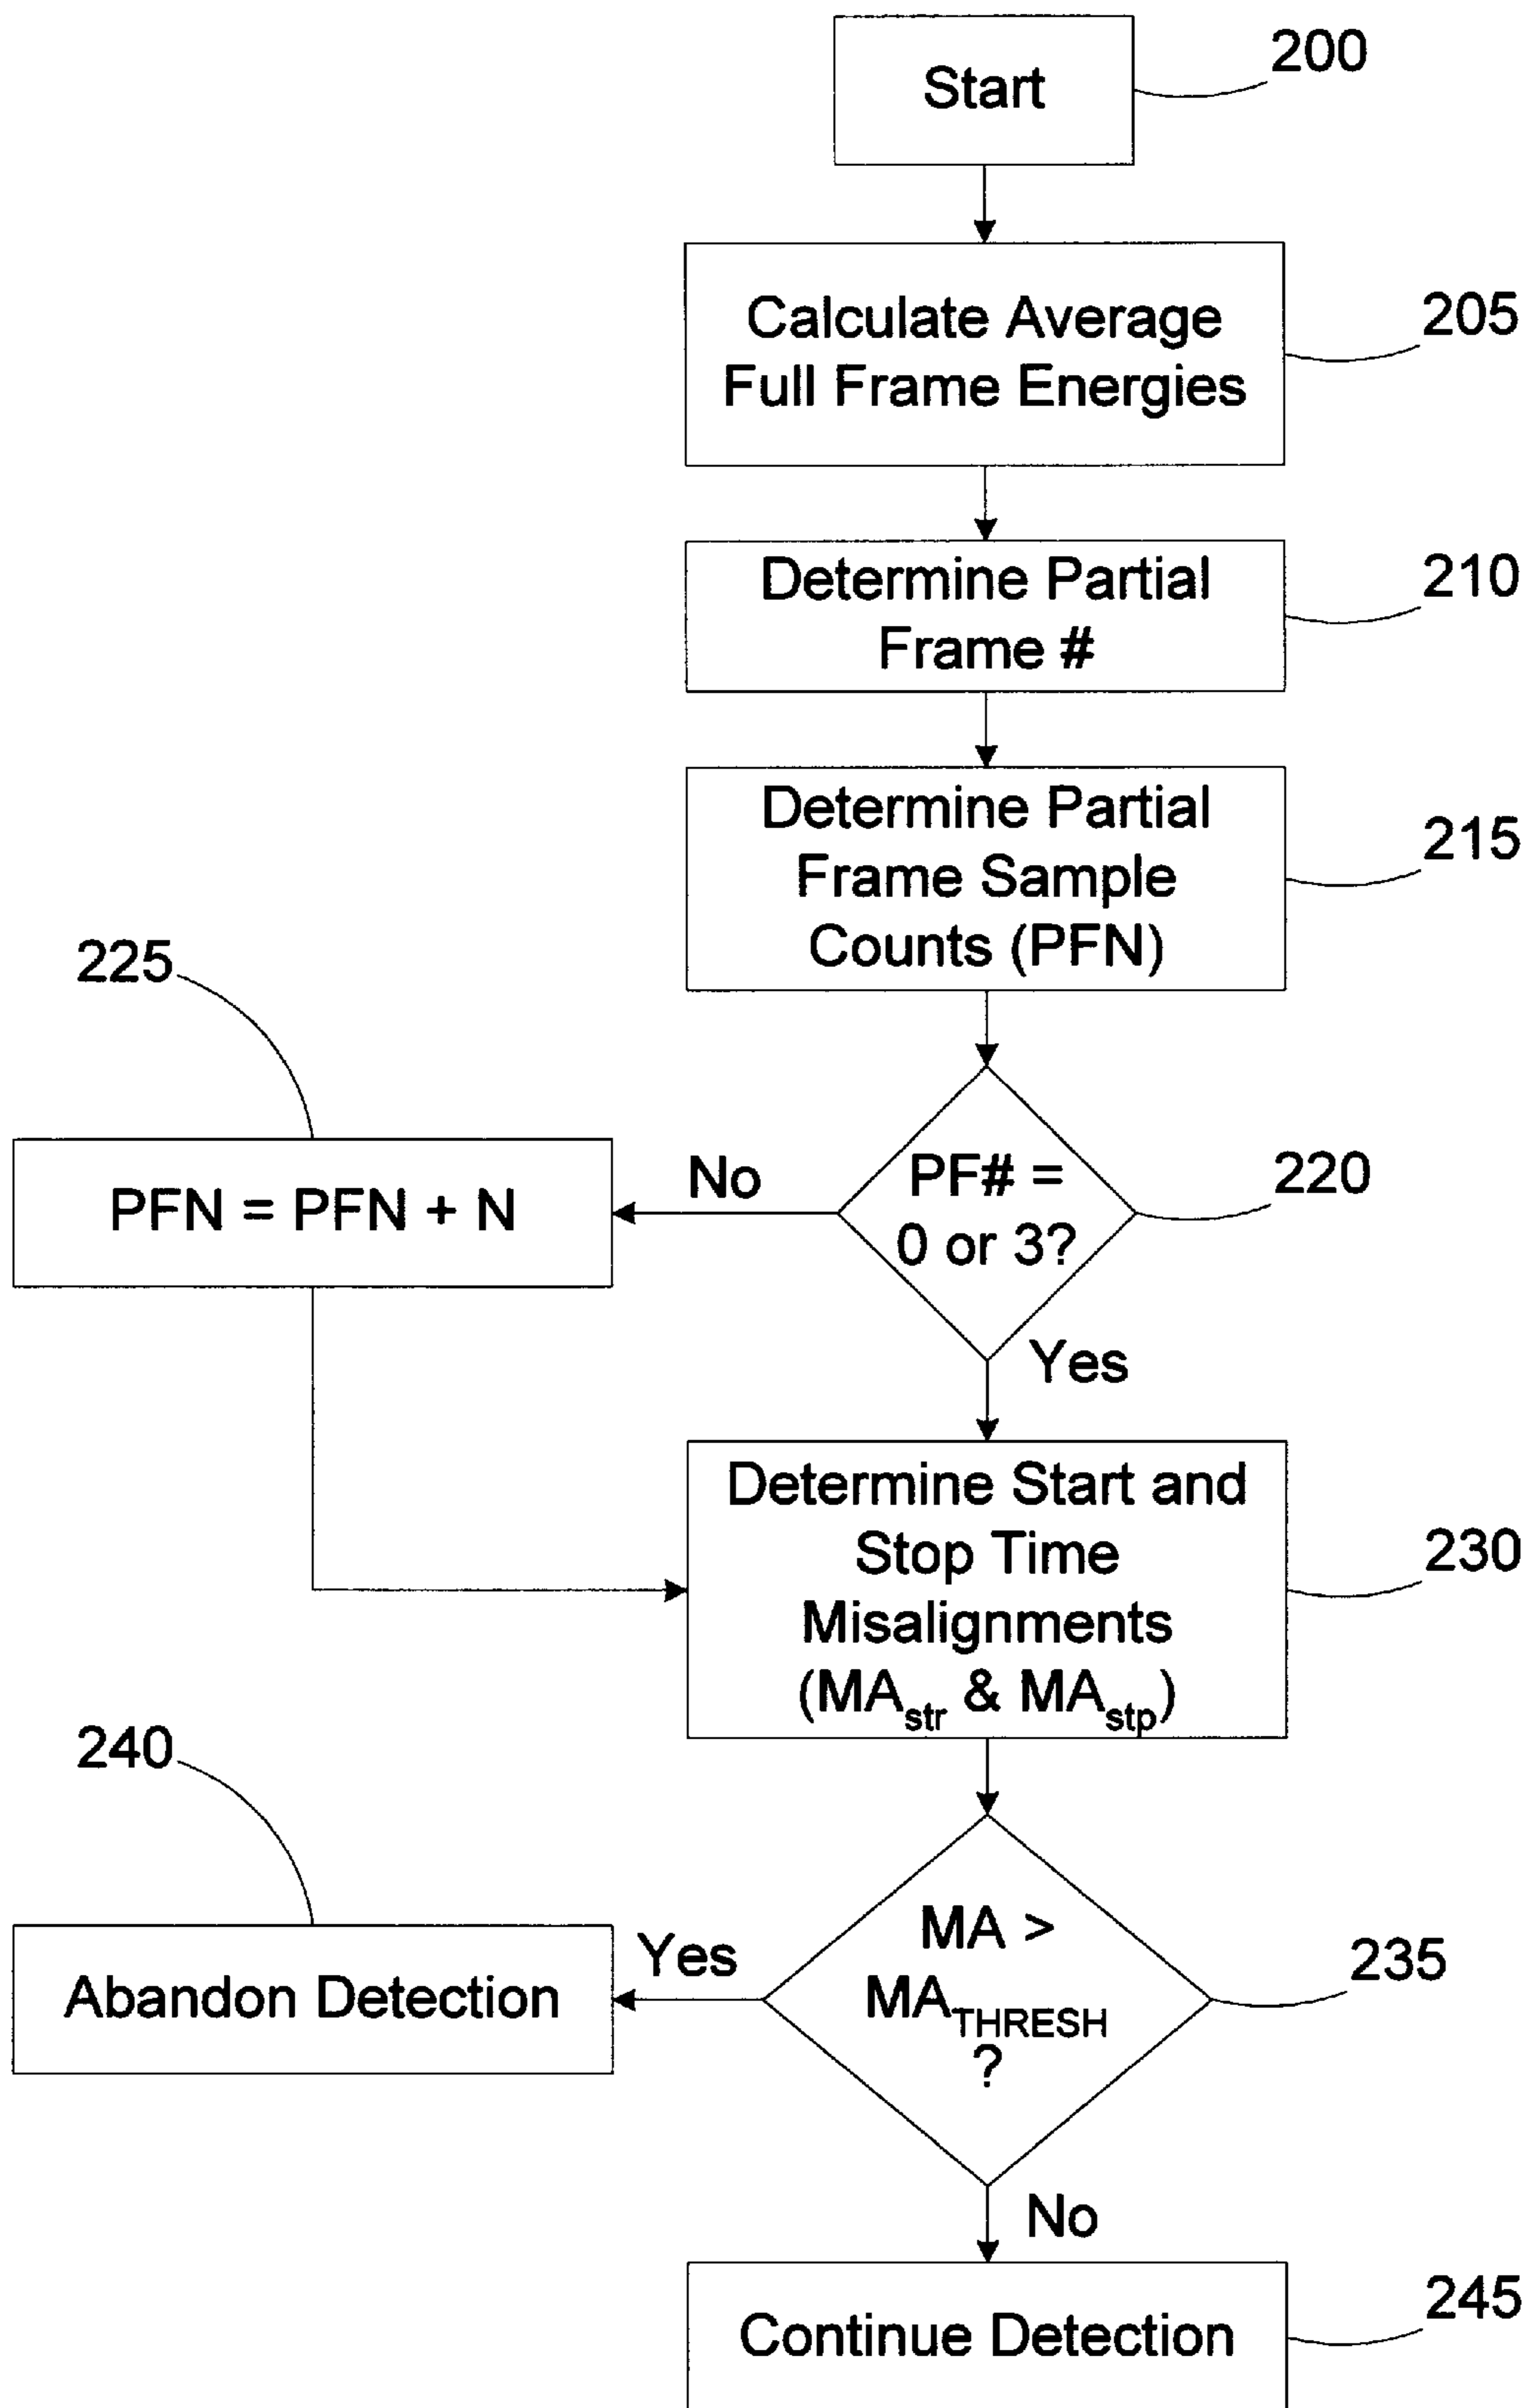 Start
200
Calculate Average
Full Frame Energies
205
Determine Partial
Frame #
210
Determine Partial
Frame Sample
Counts (PFN)
215
225
PFN = PFN + N
No
PF# =
0 or 3?
220
Yes
Determine Start and
Stop Time
Misalignments
(MAstr & MAstp)
230
240
Abandon Detection
Yes
MA >
MATHRESH
?
235
No
Continue Detection
245